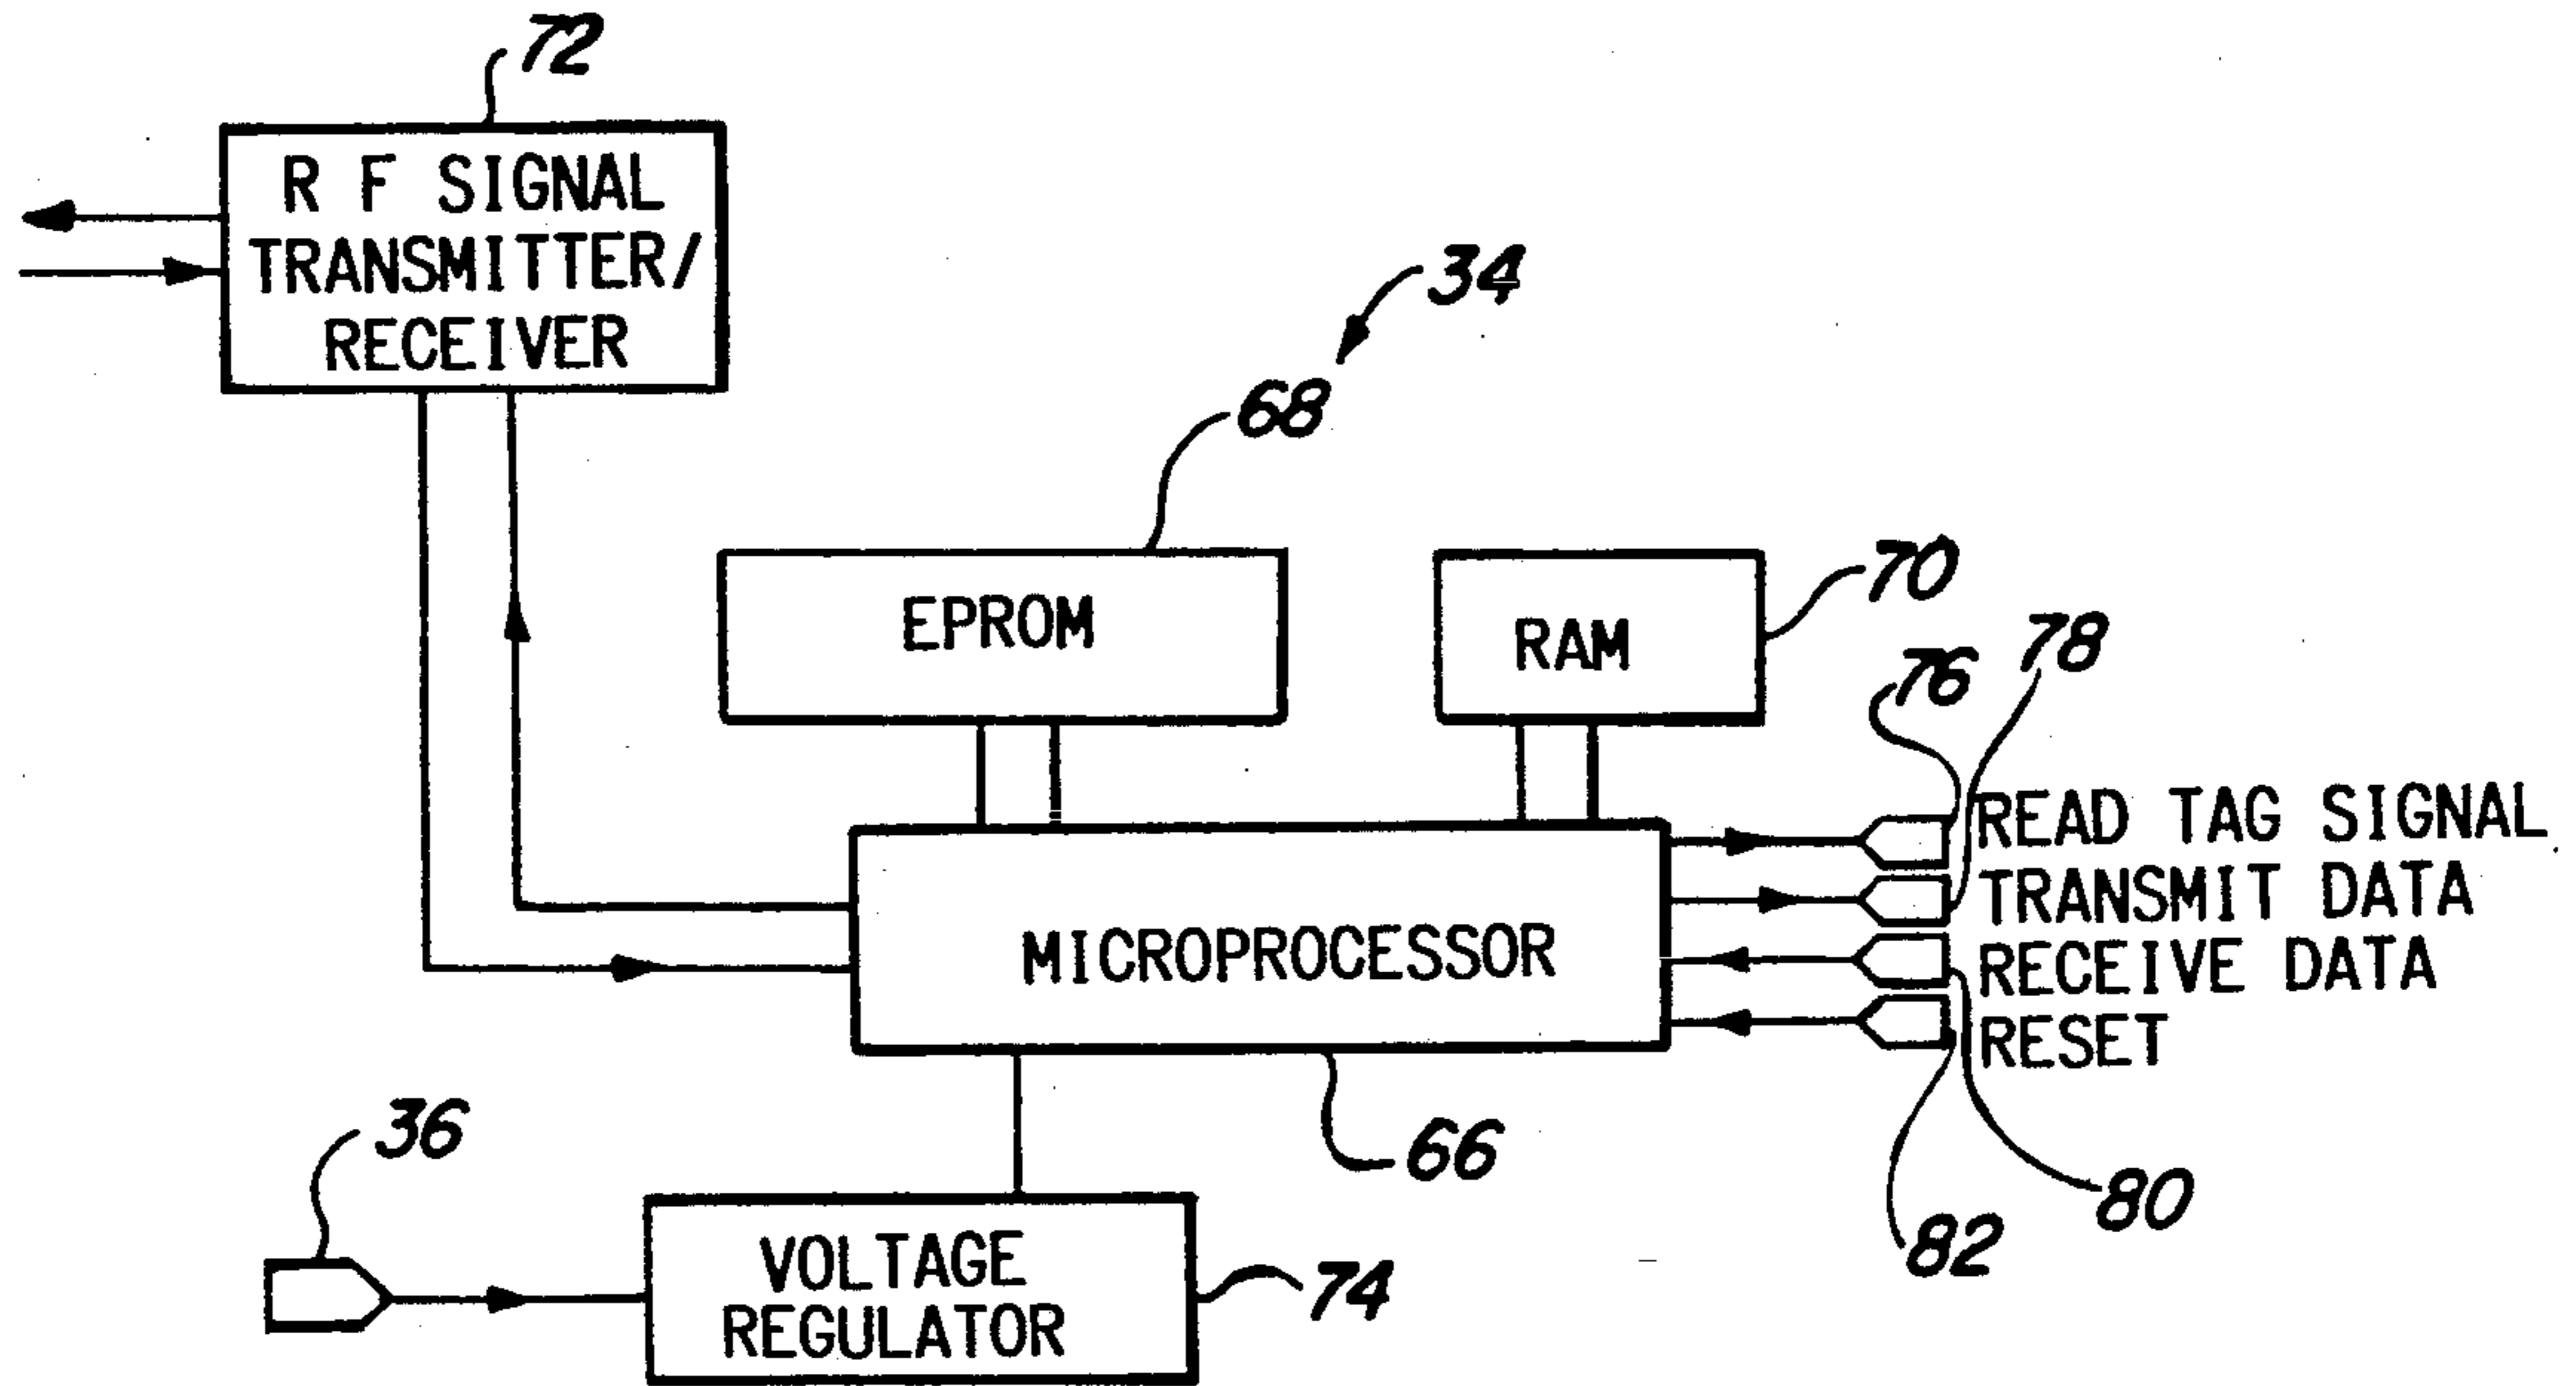 72
R F SIGNAL
TRANSMITTER/
RECEIVER
34
68
EPROM
70
RAM
76
78
READ TAG SIGNAL
TRANSMIT DATA
RECEIVE DATA
RESET
MICROPROCESSOR
36
66
80
82
VOLTAGE
REGULATOR
74